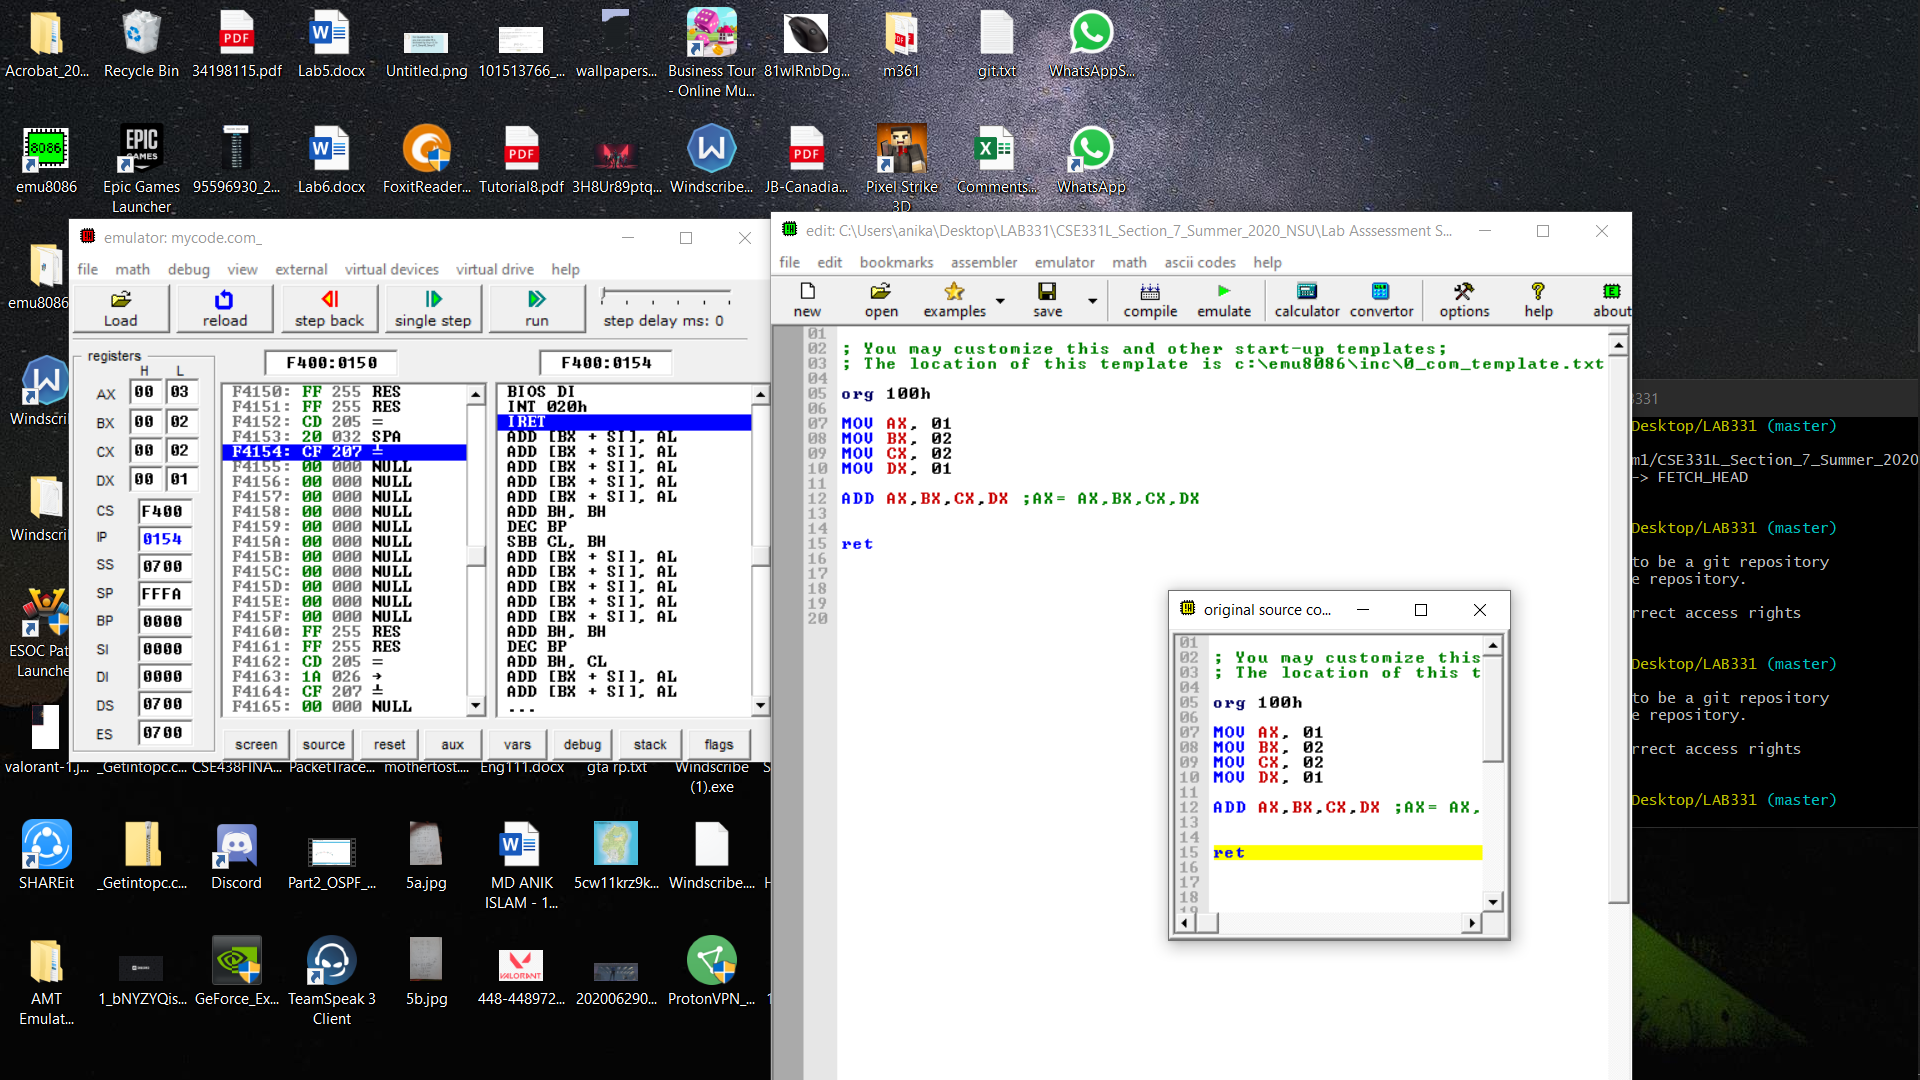 Acrobat_20...
Recycle Bin
34198115.pdf
Lab5.docx
Untitled.png
101513766_...
wallpapers...
Business Tour
- Online Mu...
81wlRnbDg...
m361
git.txt
WhatsAppS...
emu8086
Epic Games
Launcher
95596930_2...
Lab6.docx
FoxitReader...
Tutorial8.pdf
3H8Ur89ptq...
Windscribe...
JB-Canadia...
Pixel Strike
3D
Comments...
WhatsApp
emu8086
Windscri
Windscri
ESOC Pat
Launche
emulator: mycode.com_
file math debug view external virtual devices virtual drive help
Load reload step back single step run step delay ms: 0
registers
F400:0150 F400:0154
H L
AX 00 03
BX 00 02
CX 00 02
DX 00 01
CS F400
IP 0154
SS 0700
SP FFFA
BP 0000
SI 0000
DI 0000
DS 0700
ES 0700
F4150: FF 255 RES
F4151: FF 255 RES
F4152: CD 205 =
F4153: 20 032 SPA
F4154: CF 207 ╧
F4155: 00 000 NULL
F4156: 00 000 NULL
F4157: 00 000 NULL
F4158: 00 000 NULL
F4159: 00 000 NULL
F415A: 00 000 NULL
F415B: 00 000 NULL
F415C: 00 000 NULL
F415D: 00 000 NULL
F415E: 00 000 NULL
F415F: 00 000 NULL
F4160: FF 255 RES
F4161: FF 255 RES
F4162: CD 205 =
F4163: 1A 026 →
F4164: CF 207 ╧
F4165: 00 000 NULL
BIOS DI
INT 020h
IRET
ADD [BX + SI], AL
ADD [BX + SI], AL
ADD [BX + SI], AL
ADD [BX + SI], AL
ADD [BX + SI], AL
ADD BH, BH
DEC BP
SBB CL, BH
ADD [BX + SI], AL
ADD [BX + SI], AL
ADD [BX + SI], AL
ADD [BX + SI], AL
ADD [BX + SI], AL
ADD BH, BH
DEC BP
ADD BH, CL
ADD [BX + SI], AL
ADD [BX + SI], AL
...
screen source reset aux vars debug stack flags
edit: C:\Users\anika\Desktop\LAB331\CSE331L_Section_7_Summer_2020_NSU\Lab Asssessment S...
file edit bookmarks assembler emulator math ascii codes help
new open examples save compile emulate calculator convertor options help about
01
02 ; You may customize this and other start-up templates;
03 ; The location of this template is c:\emu8086\inc\0_com_template.txt
04
05 org 100h
06
07 MOV AX, 01
08 MOV BX, 02
09 MOV CX, 02
10 MOV DX, 01
11
12 ADD AX,BX,CX,DX ;AX= AX,BX,CX,DX
13
14
15 ret
16
17
18
19
20
original source co...
01
02 ; You may customize this
03 ; The location of this t
04
05 org 100h
06
07 MOV AX, 01
08 MOV BX, 02
09 MOV CX, 02
10 MOV DX, 01
11
12 ADD AX,BX,CX,DX ;AX= AX,
13
14
15 ret
16
17
18
19
331
Desktop/LAB331 (master)
m1/CSE331L_Section_7_Summer_2020
-> FETCH_HEAD
Desktop/LAB331 (master)
to be a git repository
e repository.
rrect access rights
Desktop/LAB331 (master)
to be a git repository
e repository.
rrect access rights
Desktop/LAB331 (master)
valorant-1.j...
_Getintopc.c...
CSE438FINA...
PacketTrace...
mothertost....
Eng111.docx
gta rp.txt
Windscribe
(1).exe
SHAREit
_Getintopc.c...
Discord
Part2_OSPF_...
5a.jpg
MD ANIK
ISLAM - 1...
5cw11krz9k...
Windscribe....
AMT
Emulat...
1_bNYZYQis...
GeForce_Ex...
TeamSpeak 3
Client
5b.jpg
448-448972...
202006290...
ProtonVPN_...